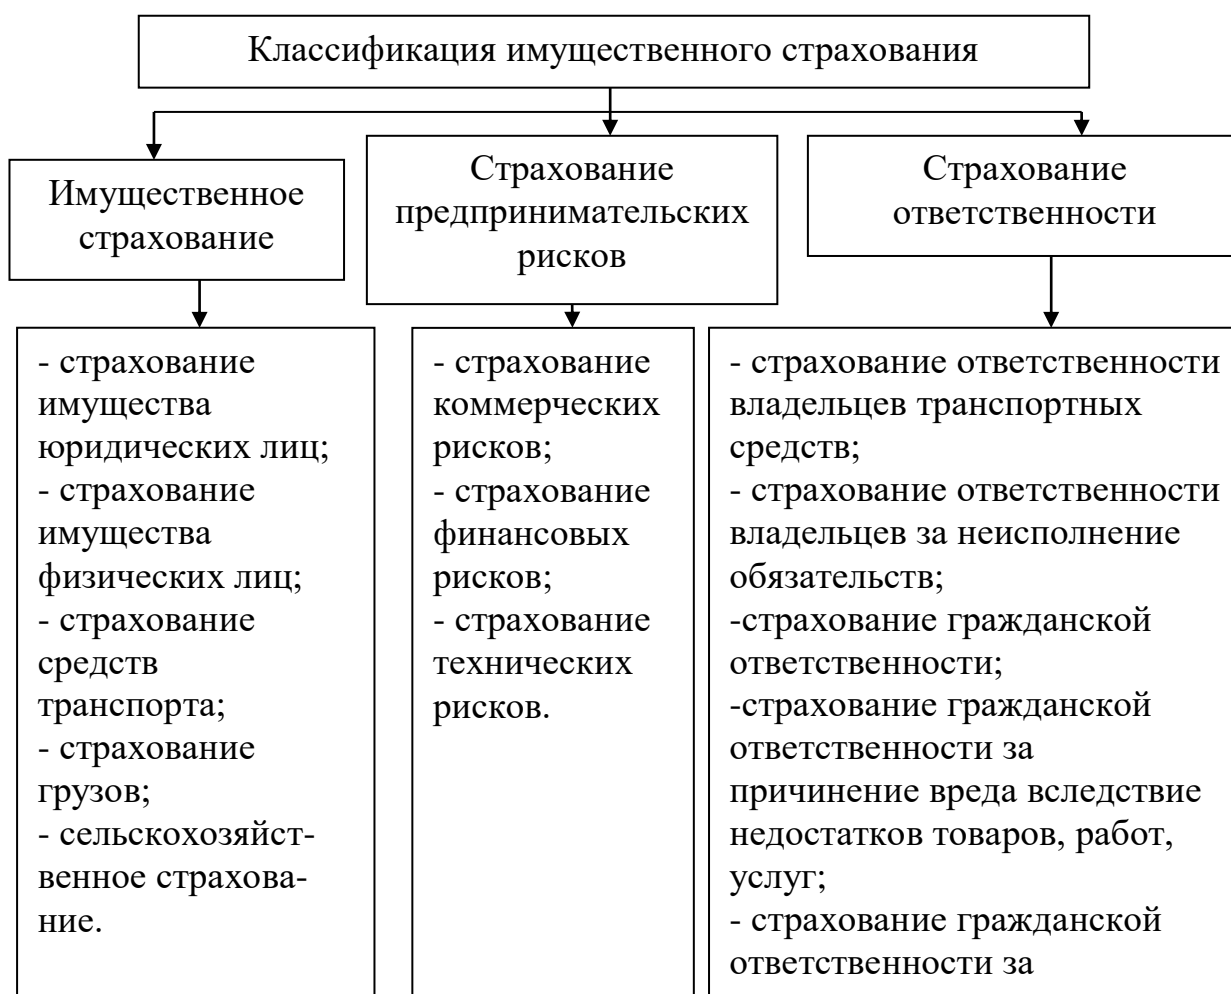 Классификация имущественного страхования
Имущественное
страхование
Страхование
предпринимательских
рисков
Страхование
ответственности
- страхование
имущества
юридических лиц;
- страхование
имущества
физических лиц;
- страхование
средств
транспорта;
- страхование
грузов;
- сельскохозяйст-
венное страхова-
ние.
- страхование
коммерческих
рисков;
- страхование
финансовых
рисков;
- страхование
технических
рисков.
- страхование ответственности
владельцев транспортных
средств;
- страхование ответственности
владельцев за неисполнение
обязательств;
-страхование гражданской
ответственности;
-страхование гражданской
ответственности за
причинение вреда вследствие
недостатков товаров, работ,
услуг;
- страхование гражданской
ответственности за